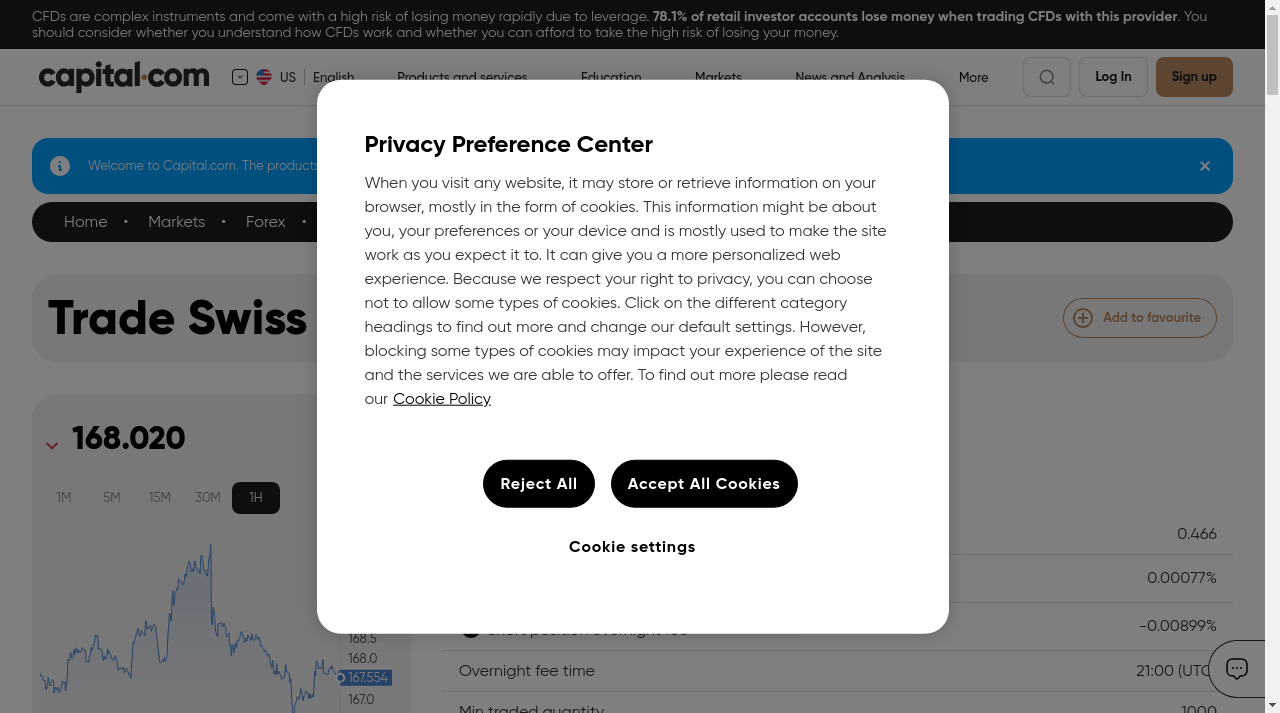 CFDs are complex instruments and come with a high risk of losing money rapidly due to leverage. 78.1% of retail investor accounts lose money when trading CFDs with this provider. You
should consider whether you understand how CFDs work and whether you can afford to take the high risk of losing your money.
capital.com
US English Products and services Education Markets News and Analysis More Log In Sign up
Welcome to Capital.com. The products
Home • Markets • Forex •
Trade Swiss
Add to favourite
168.020
1M 5M 15M 30M 1H
168.5
168.0
167.554
167.0
Privacy Preference Center
When you visit any website, it may store or retrieve information on your
browser, mostly in the form of cookies. This information might be about
you, your preferences or your device and is mostly used to make the site
work as you expect it to. It can give you a more personalized web
experience. Because we respect your right to privacy, you can choose
not to allow some types of cookies. Click on the different category
headings to find out more and change our default settings. However,
blocking some types of cookies may impact your experience of the site
and the services we are able to offer. To find out more please read
our Cookie Policy
Reject All Accept All Cookies
Cookie settings
0.466
0.00077%
Short position overnight fee -0.00899%
Overnight fee time 21:00 (UTC)
Min traded quantity 1000